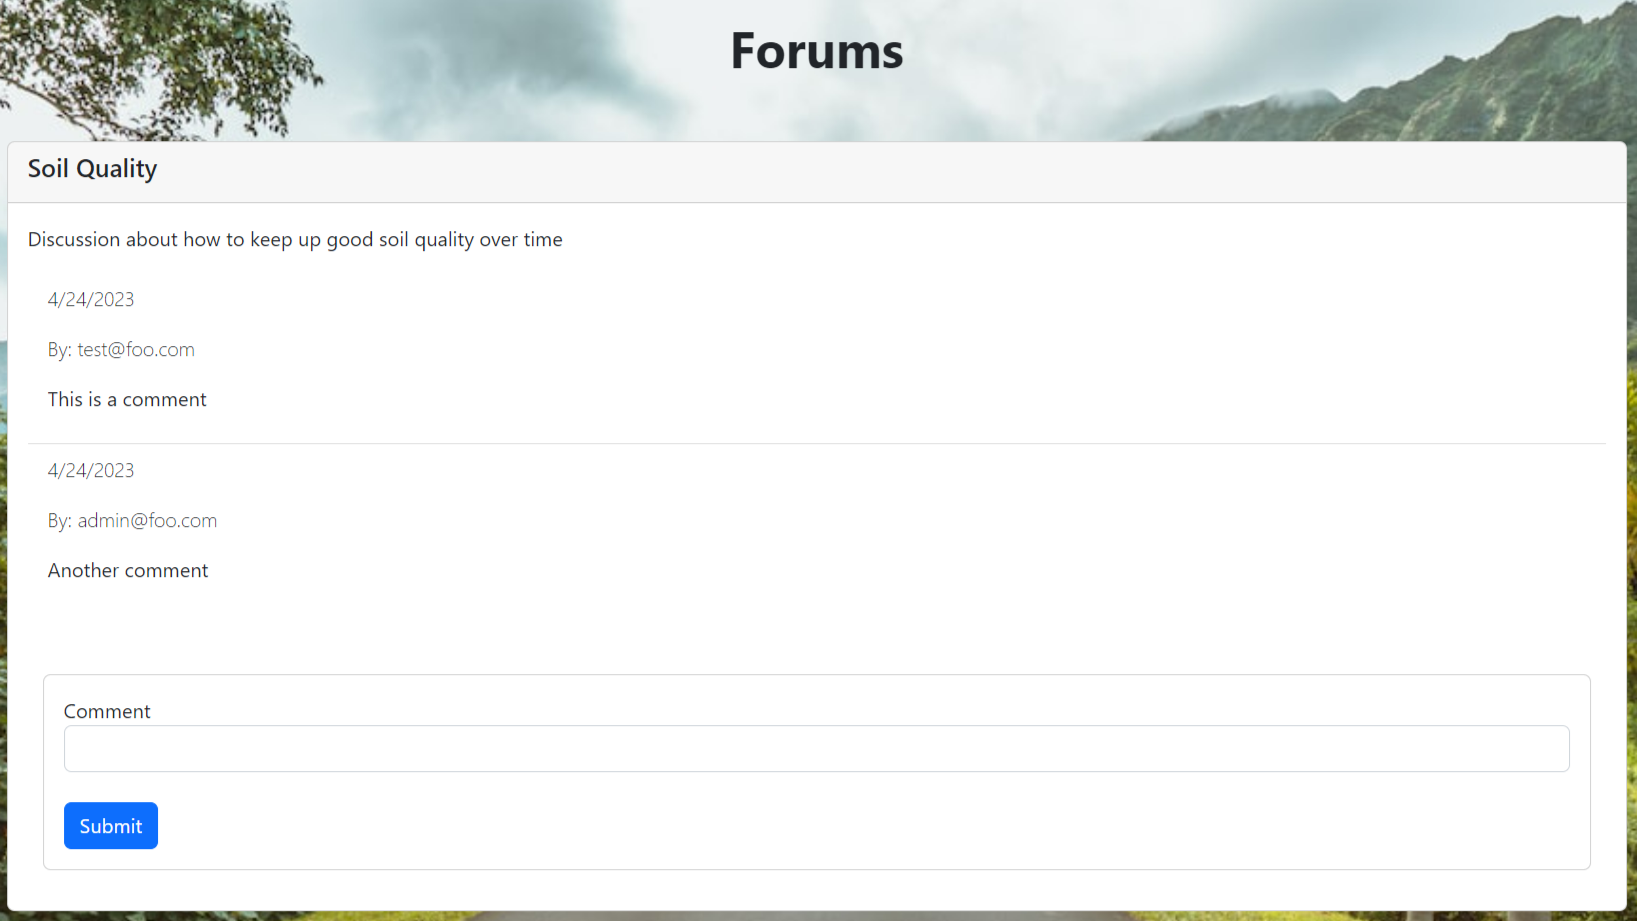 Forums
Soil Quality
Discussion about how to keep up good soil quality over time
4/24/2023
By: test@foo.com
This is a comment
4/24/2023
By: admin@foo.com
Another comment
Comment
Submit